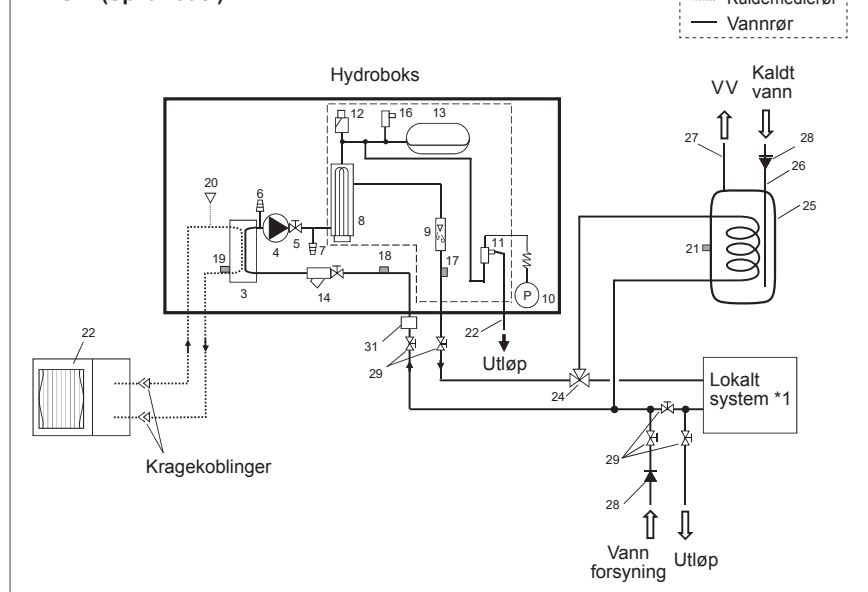 Kuldemedierør
Vannrør
Hydroboks
VV
Kaldt
vann
12
16
13
27
28
26
25
20
6
8
9
11
21
19
4
5
7
18
17
3
14
10
P
22
31
29
22
Utløp
24
Lokalt
system *1
Kragekoblinger
29
28
Vann
forsyning
Utløp